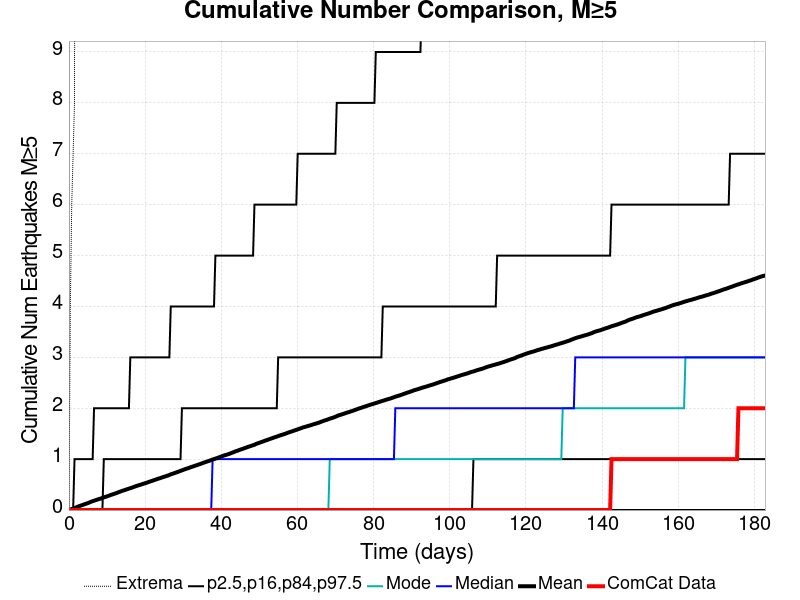 Cumulative Number Comparison, M≥5
Cumulative Num Earthquakes M≥5
9
8
7
6
5
4
3
2
1
0
0 20 40 60 80 100 120 140 160 180
Time (days)
Extrema p2.5,p16,p84,p97.5 Mode Median Mean ComCat Data